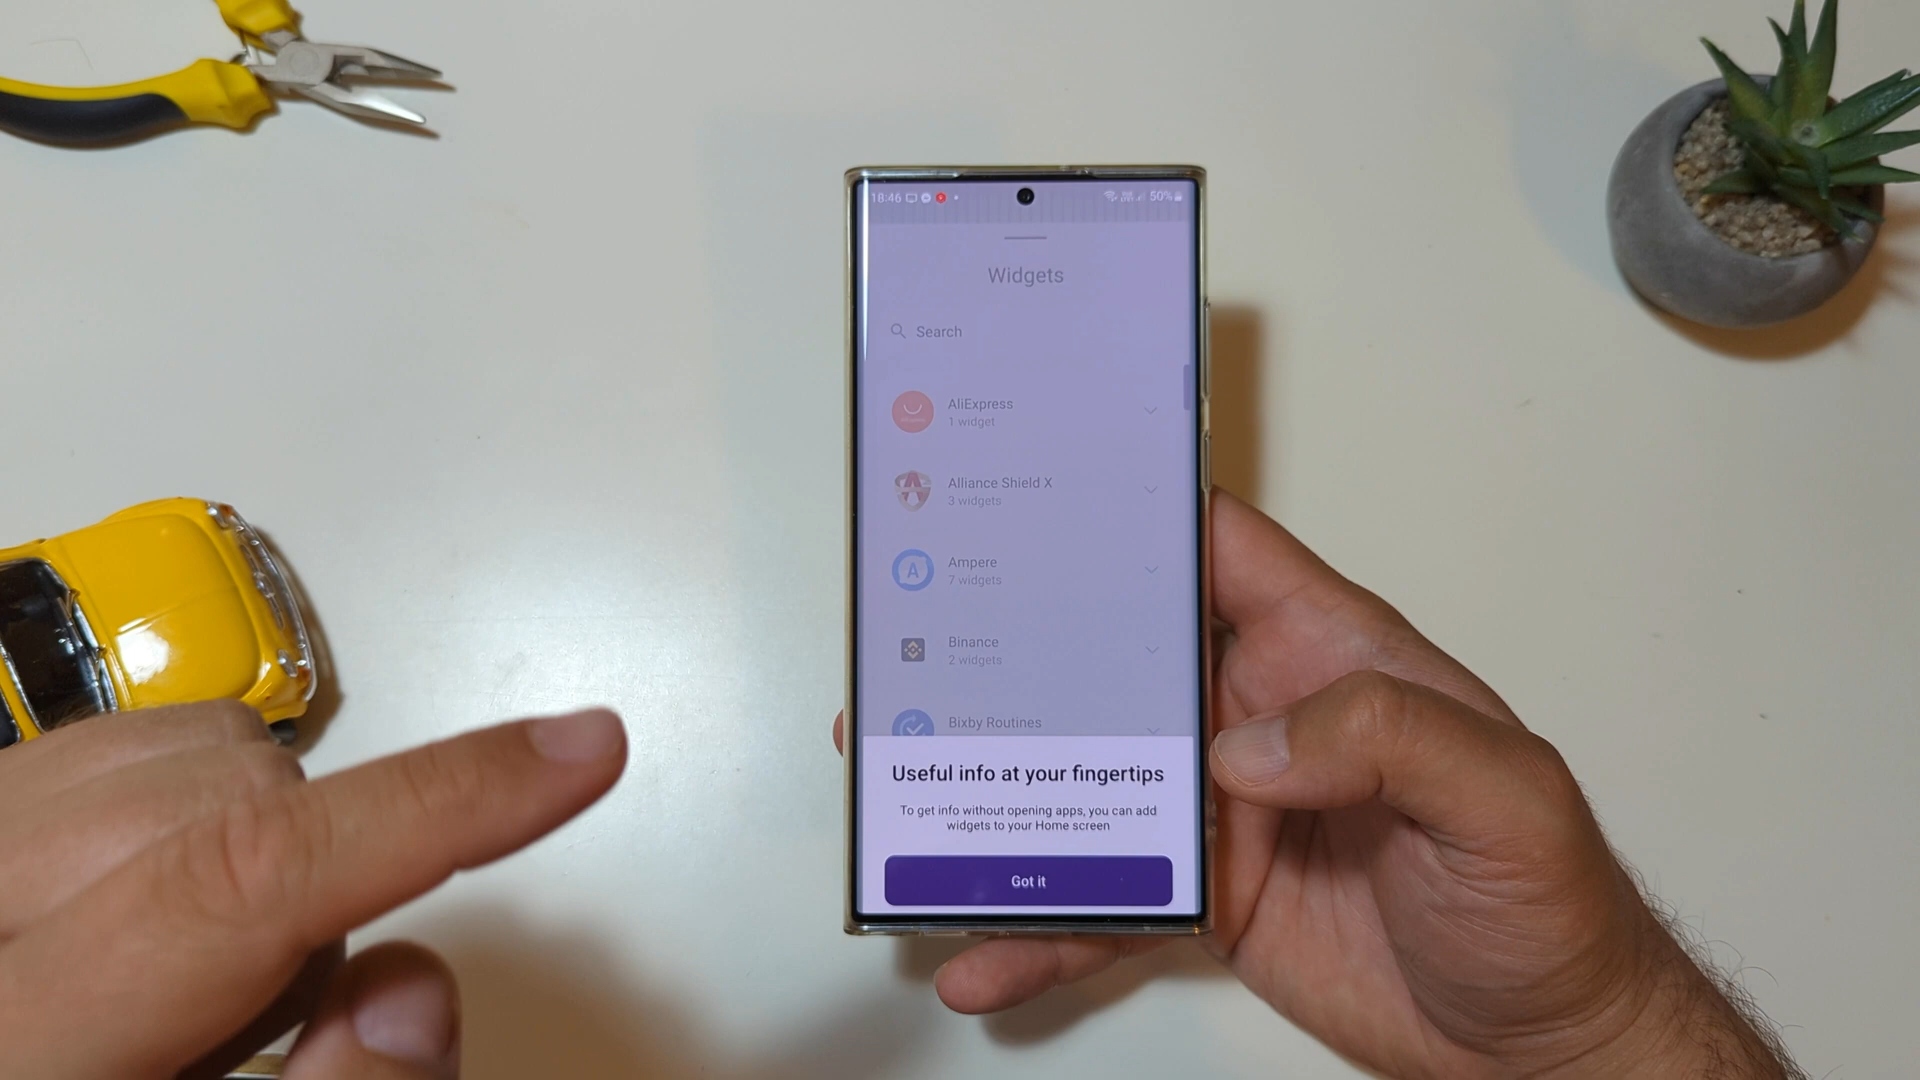 18:46
50%
Widgets
Search
AliExpress
1 widget
Alliance Shield X
3 widgets
Ampere
7 widgets
Binance
2 widgets
Bixby Routines
Useful info at your fingertips
To get info without opening apps, you can add
widgets to your Home screen
Got it